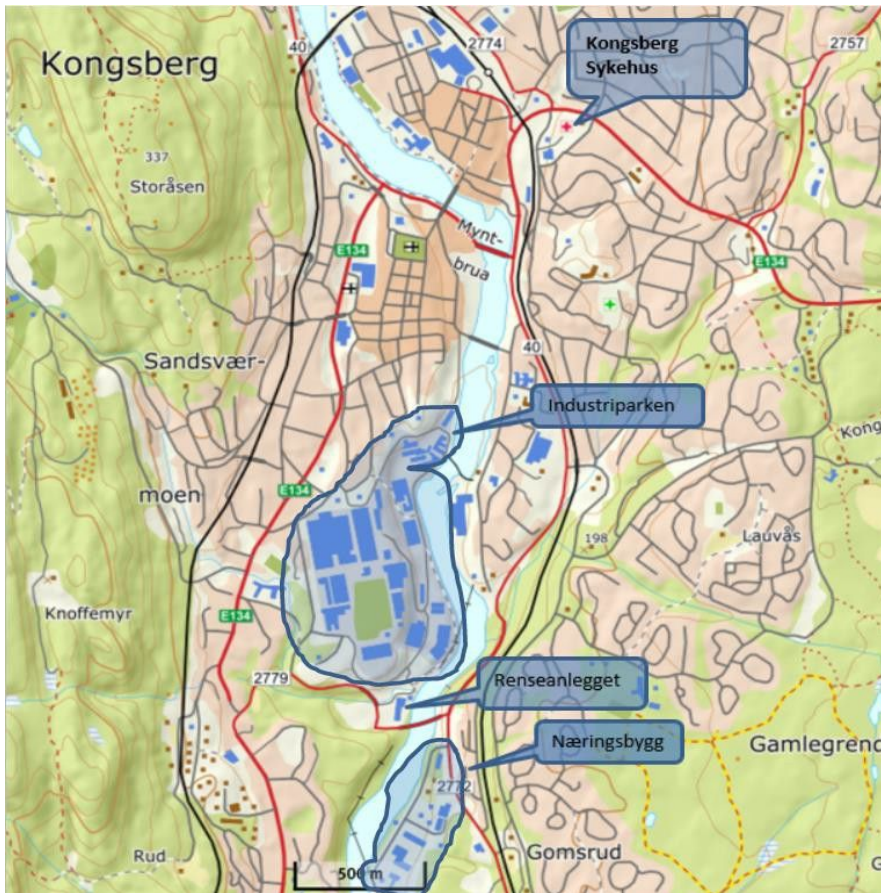 40
2774
Kongsberg
Sykehus
2757
Kongsberg
337
Storåsen
Mynt-
brua
E134
E134
40
Sandsvær-
moen
Industriparken
Kong
E134
198
Lauvås
Knoffemyr
E134
2779
Renseanlegget
Næringsbygg
Gamlegrend
2772
Rud
500 m
Gomsrud
G